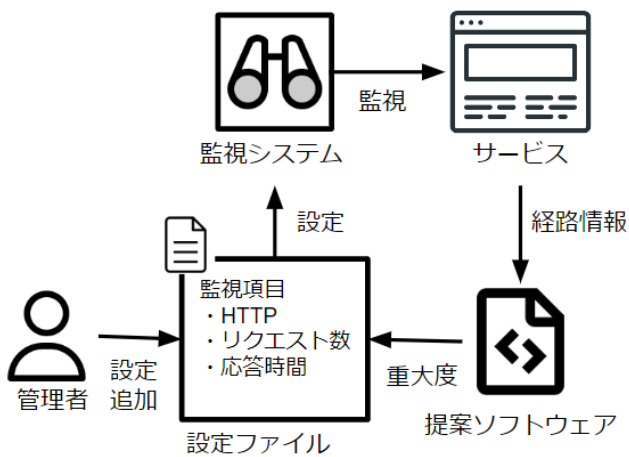 監視
監視システム
サービス
設定
経路情報
監視項目
・HTTP
・リクエスト数
・応答時間
管理者
設定
追加
重大度
提案ソフトウェア
設定ファイル